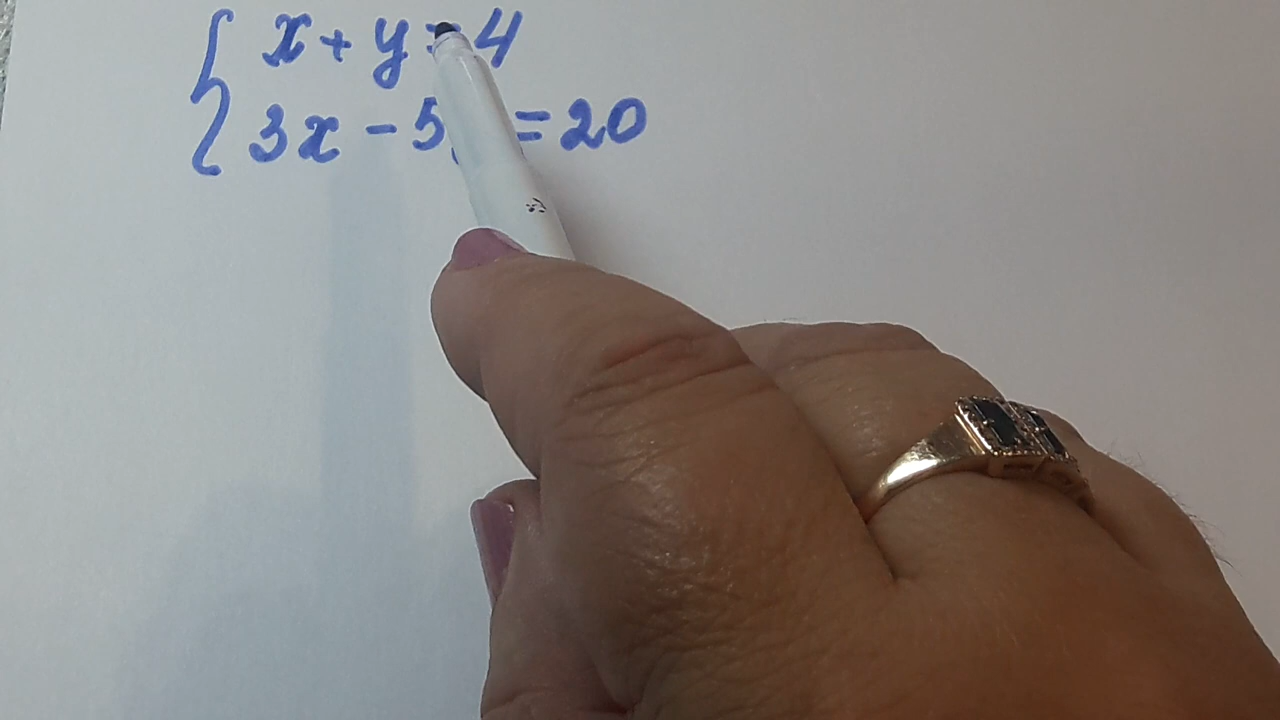 x + y = 4
3x - 5 = 20